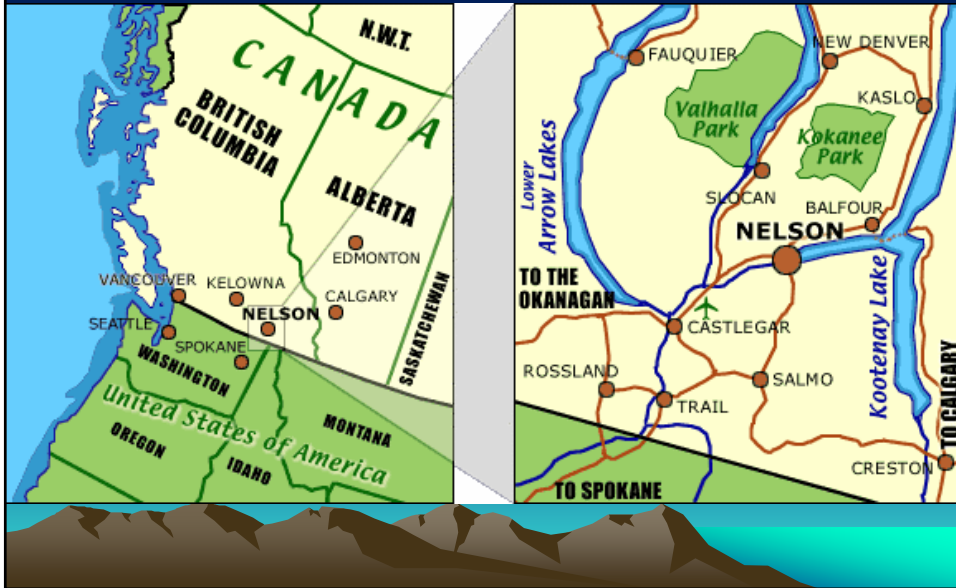 N.W.T.
CANADA
BRITISH
COLUMBIA
ALBERTA
EDMONTON
VANCOUVER
KELOWNA
CALGARY
NELSON
SEATTLE
SPOKANE
SASKATCHEWAN
WASHINGTON
United States of America
MONTANA
OREGON
IDAHO
FAUQUIER
NEW DENVER
KASLO
Valhalla
Park
Kokanee
Park
Lower
Arrow Lakes
SLOCAN
BALFOUR
NELSON
TO THE
OKANAGAN
CASTLEGAR
Kootenay Lake
ROSSLAND
SALMO
TRAIL
TO CALGARY
CRESTON
TO SPOKANE